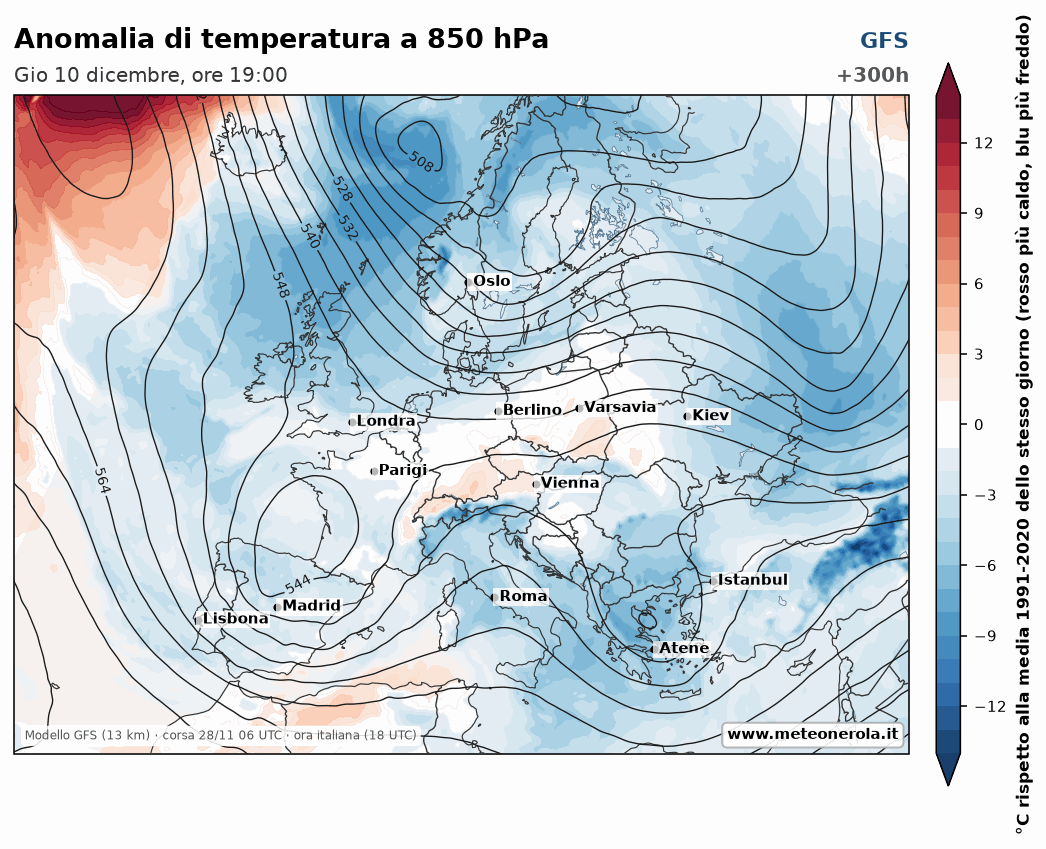 Anomalia di temperatura a 850 hPa
GFS
Gio 10 dicembre, ore 19:00
+300h
508
528
532
540
548
564
544
Oslo
Berlino
Varsavia
Kiev
Londra
Parigi
Vienna
Istanbul
Roma
Madrid
Lisbona
Atene
Modello GFS (13 km) · corsa 28/11 06 UTC · ora italiana (18 UTC)
www.meteonerola.it
12
9
6
3
0
−3
−6
−9
−12
°C rispetto alla media 1991-2020 dello stesso giorno (rosso più caldo, blu più freddo)